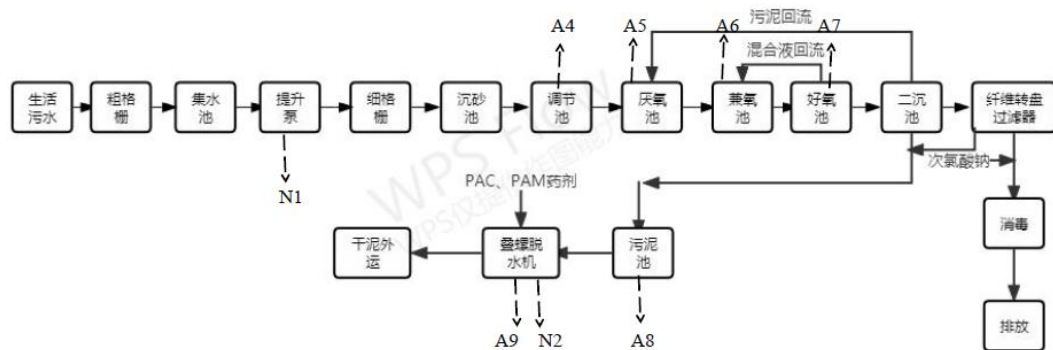 污泥回流
A4
A5
A6
A7
混合液回流
生活
污水
粗格
栅
集水
池
提升
泵
细格
栅
沉砂
池
调节
池
厌氧
池
兼氧
池
好氧
池
二沉
池
纤维转盘
过滤器
次氯酸钠
N1
PAC、PAM药剂
消毒
干泥外
运
叠螺脱
水机
污泥
池
A9
N2
A8
排放
WPS Flow